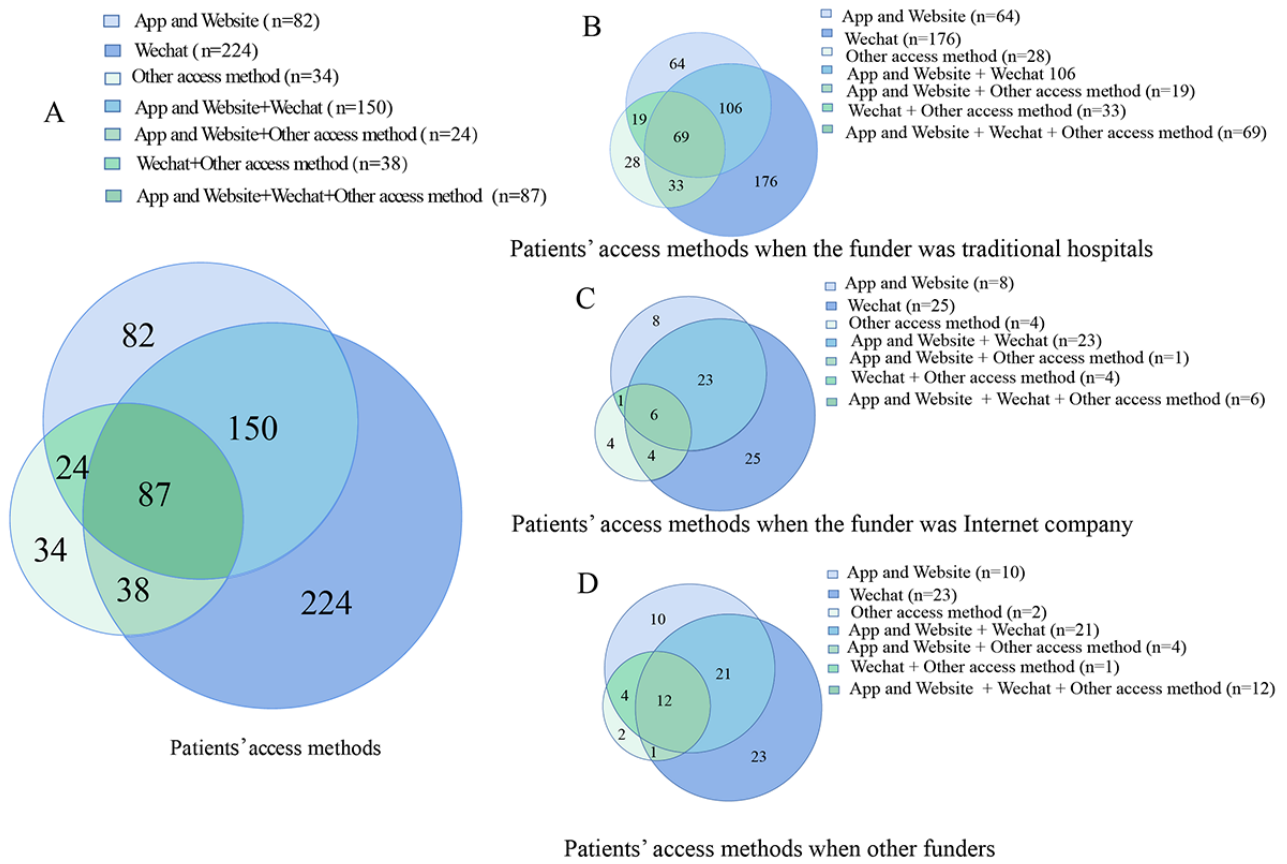 A
App and Website ( n=82)
Wechat ( n=224)
Other access method (n=34)
App and Website+Wechat (n=150)
App and Website+Other access method (n=24)
Wechat+Other access method (n=38)
App and Website+Wechat+Other access method (n=87)
82
150
24
87
34
38
224
Patients' access methods
B
App and Website (n=64)
Wechat (n=176)
Other access method (n=28)
App and Website + Wechat 106
App and Website + Other access method (n=19)
Wechat + Other access method (n=33)
App and Website + Wechat + Other access method (n=69)
64
106
19
69
28
33
176
Patients' access methods when the funder was traditional hospitals
C
App and Website (n=8)
Wechat (n=25)
Other access method (n=4)
App and Website + Wechat (n=23)
App and Website + Other access method (n=1)
Wechat + Other access method (n=4)
App and Website + Wechat + Other access method (n=6)
8
23
1
6
4
4
25
Patients' access methods when the funder was Internet company
D
App and Website (n=10)
Wechat (n=23)
Other access method (n=2)
App and Website + Wechat (n=21)
App and Website + Other access method (n=4)
Wechat + Other access method (n=1)
App and Website + Wechat + Other access method (n=12)
10
21
4
12
2
1
23
Patients' access methods when other funders